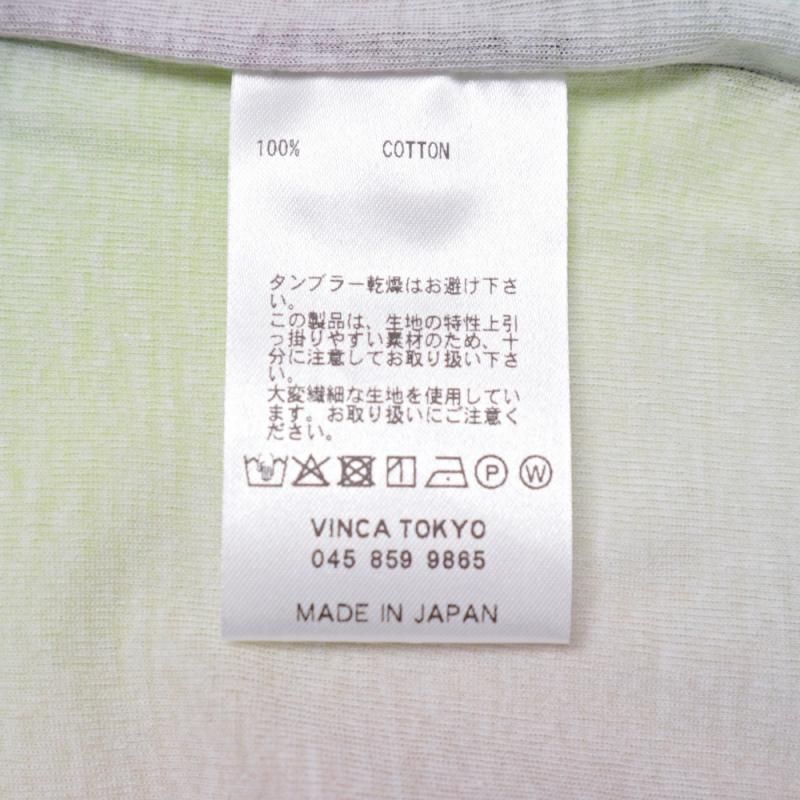 100% COTTON
タンブラー乾燥はお避け下さ
い。
この製品は、生地の特性上引
っ掛りやすい素材のため、十
分に注意してお取り扱い下さ
い。
大変繊細な生地を使用してい
ます。お取り扱いにご注意く
ださい。
P W
VINCA TOKYO
045 859 9865
MADE IN JAPAN